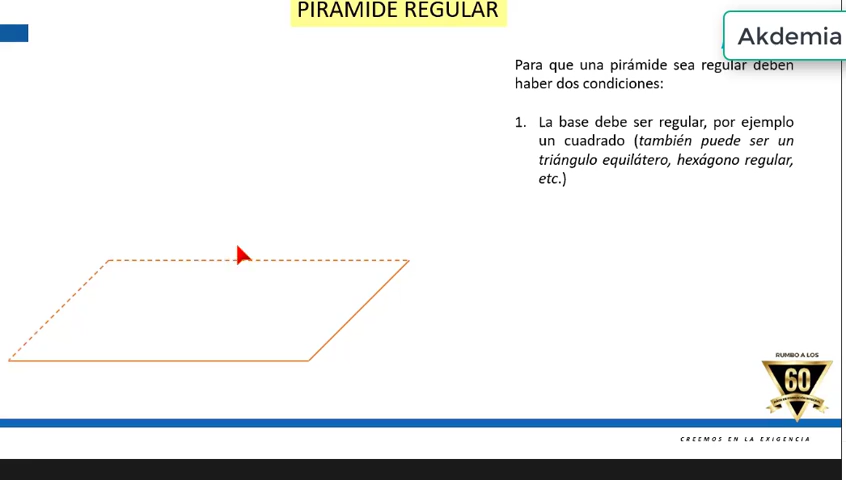 PIRÁMIDE REGULAR
Akdemia
Para que una pirámide sea regular deben
haber dos condiciones:
1. La base debe ser regular, por ejemplo
un cuadrado (también puede ser un
triángulo equilátero, hexágono regular,
etc.)
RUMBO A LOS
60
CREEMOS EN LA EXIGENCIA